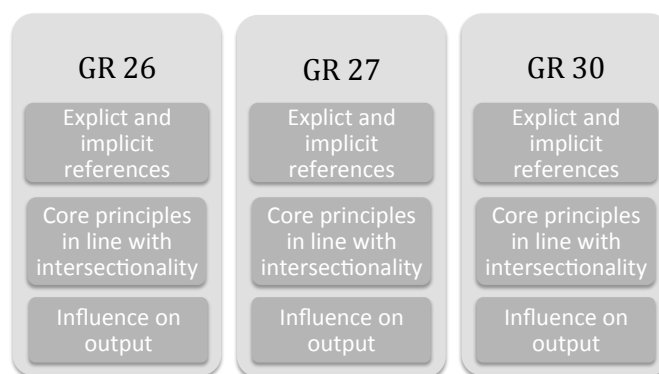 GR 26
Explict and
implicit
references
Core principles
in line with
intersectionality
Influence on
output
GR 27
Explict and
implicit
references
Core principles
in line with
intersectionality
Influence on
output
GR 30
Explict and
implicit
references
Core principles
in line with
intersectionality
Influence on
output